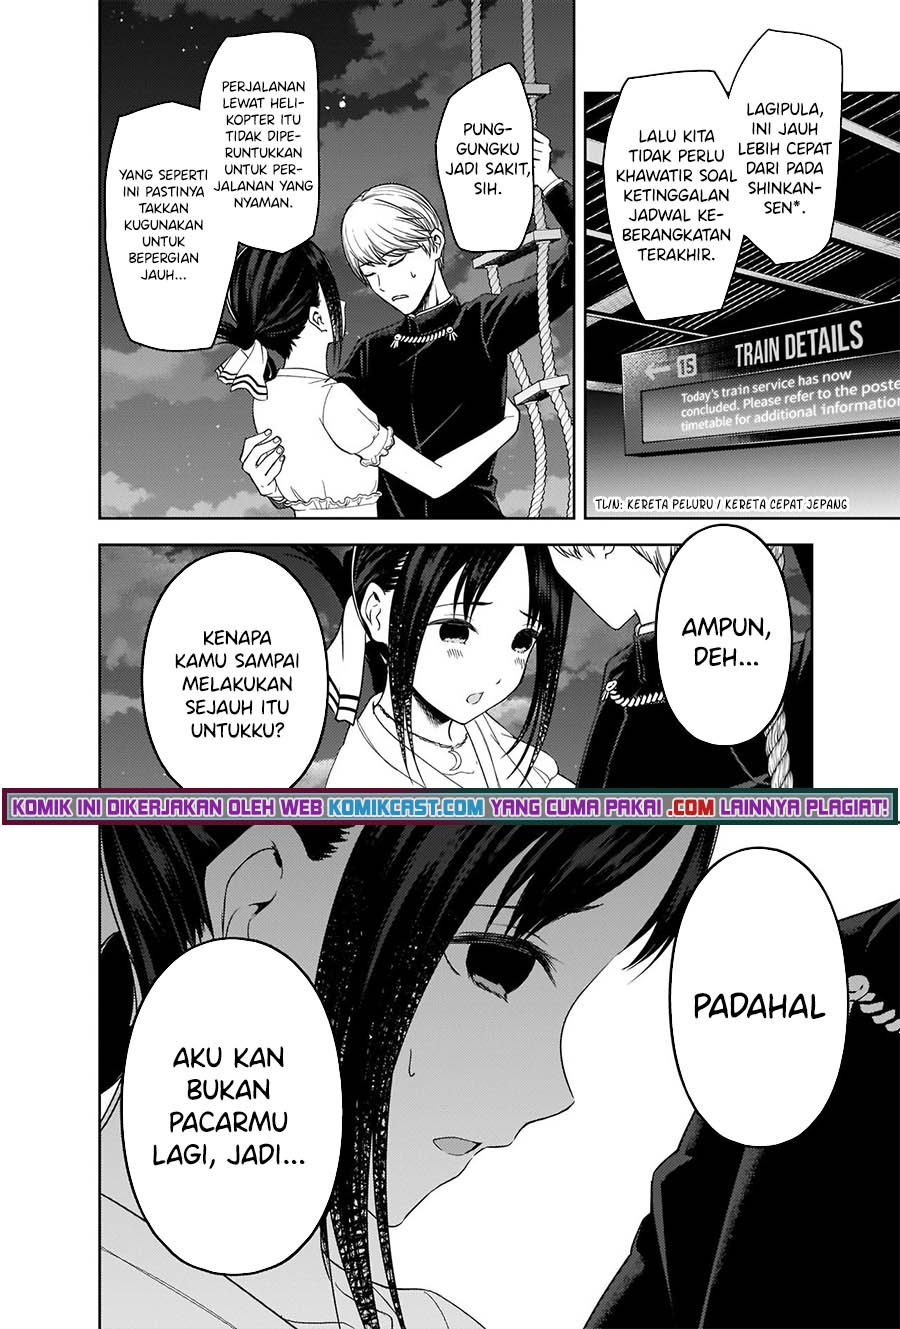 LAGIPULA,
INI JAUH
LEBIH CEPAT
DARI PADA
SHINKAN-
SEN*.
LALU KITA
TIDAK PERLU
KHAWATIR SOAL
KETINGGALAN
JADWAL KE-
BERANGKATAN
TERAKHIR.
← 15 TRAIN DETAILS
Today's train service has now
concluded. Please refer to the poste
timetable for additional information
TL/N: KERETA PELURU / KERETA CEPAT JEPANG
PUNG-
GUNGKU
JADI SAKIT,
SIH.
PERJALANAN
LEWAT HELI-
KOPTER ITU
TIDAK DIPE-
RUNTUKKAN
UNTUK PER-
JALANAN YANG
NYAMAN.
YANG SEPERTI
INI PASTINYA
TAKKAN
KUGUNAKAN
UNTUK
BEPERGIAN
JAUH...
AMPUN,
DEH...
KENAPA
KAMU SAMPAI
MELAKUKAN
SEJAUH ITU
UNTUKKU?
KOMIK INI DIKERJAKAN OLEH WEB KOMIKCAST.COM YANG CUMA PAKAI .COM LAINNYA PLAGIAT!
PADAHAL
AKU KAN
BUKAN
PACARMU
LAGI, JADI...